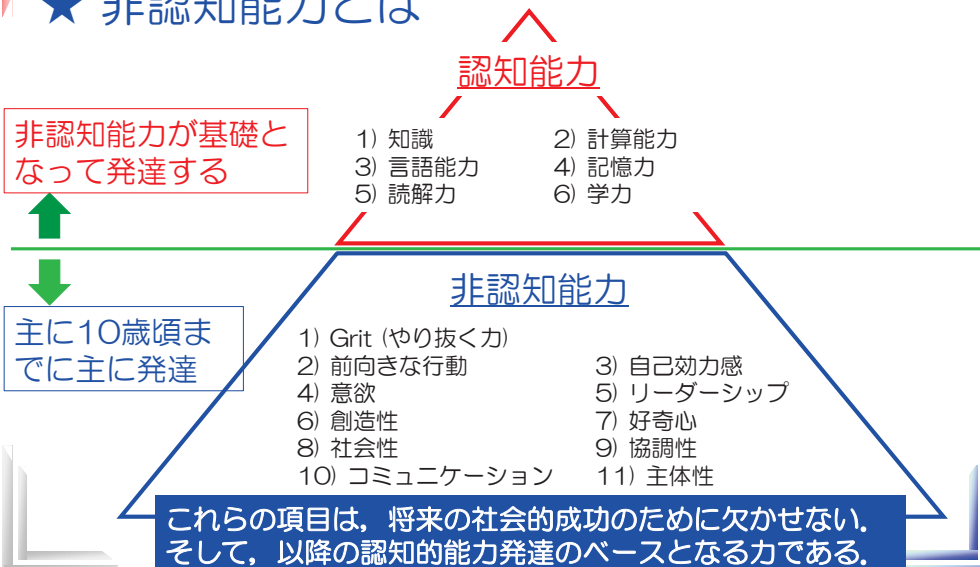 ★ 非認知能力とは
認知能力
非認知能力が基礎と
なって発達する
1) 知識 2) 計算能力
3) 言語能力 4) 記憶力
5) 読解力 6) 学力
主に10歳頃ま
でに主に発達
非認知能力
1) Grit (やり抜く力)
2) 前向きな行動 3) 自己効力感
4) 意欲 5) リーダーシップ
6) 創造性 7) 好奇心
8) 社会性 9) 協調性
10) コミュニケーション 11) 主体性
これらの項目は，将来の社会的成功のために欠かせない．
そして，以降の認知的能力発達のベースとなる力である．